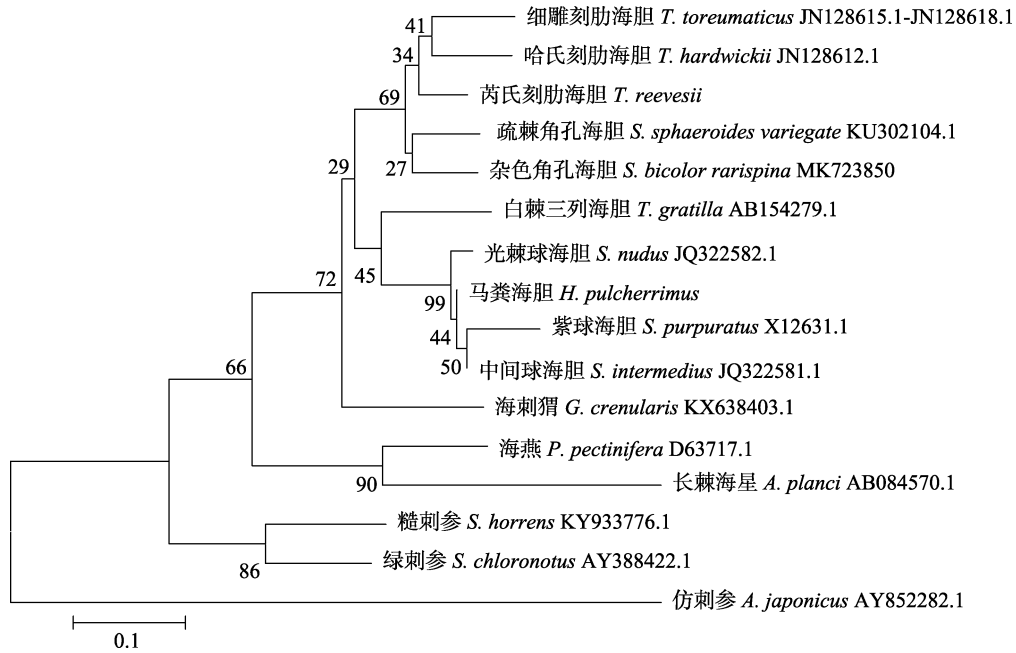 细雕刻肋海胆 T. toreumaticus JN128615.1-JN128618.1
41
哈氏刻肋海胆 T. hardwickii JN128612.1
34
芮氏刻肋海胆 T. reevesii
69
疏棘角孔海胆 S. sphaeroides variegate KU302104.1
27
杂色角孔海胆 S. bicolor rarispina MK723850
29
白棘三列海胆 T. gratilla AB154279.1
光棘球海胆 S. nudus JQ322582.1
45
72
马粪海胆 H. pulcherrimus
99
紫球海胆 S. purpuratus X12631.1
44
50
中间球海胆 S. intermedius JQ322581.1
66
海刺猬 G. crenularis KX638403.1
海燕 P. pectinifera D63717.1
90
长棘海星 A. planci AB084570.1
糙刺参 S. horrens KY933776.1
绿刺参 S. chloronotus AY388422.1
86
仿刺参 A. japonicus AY852282.1
0.1